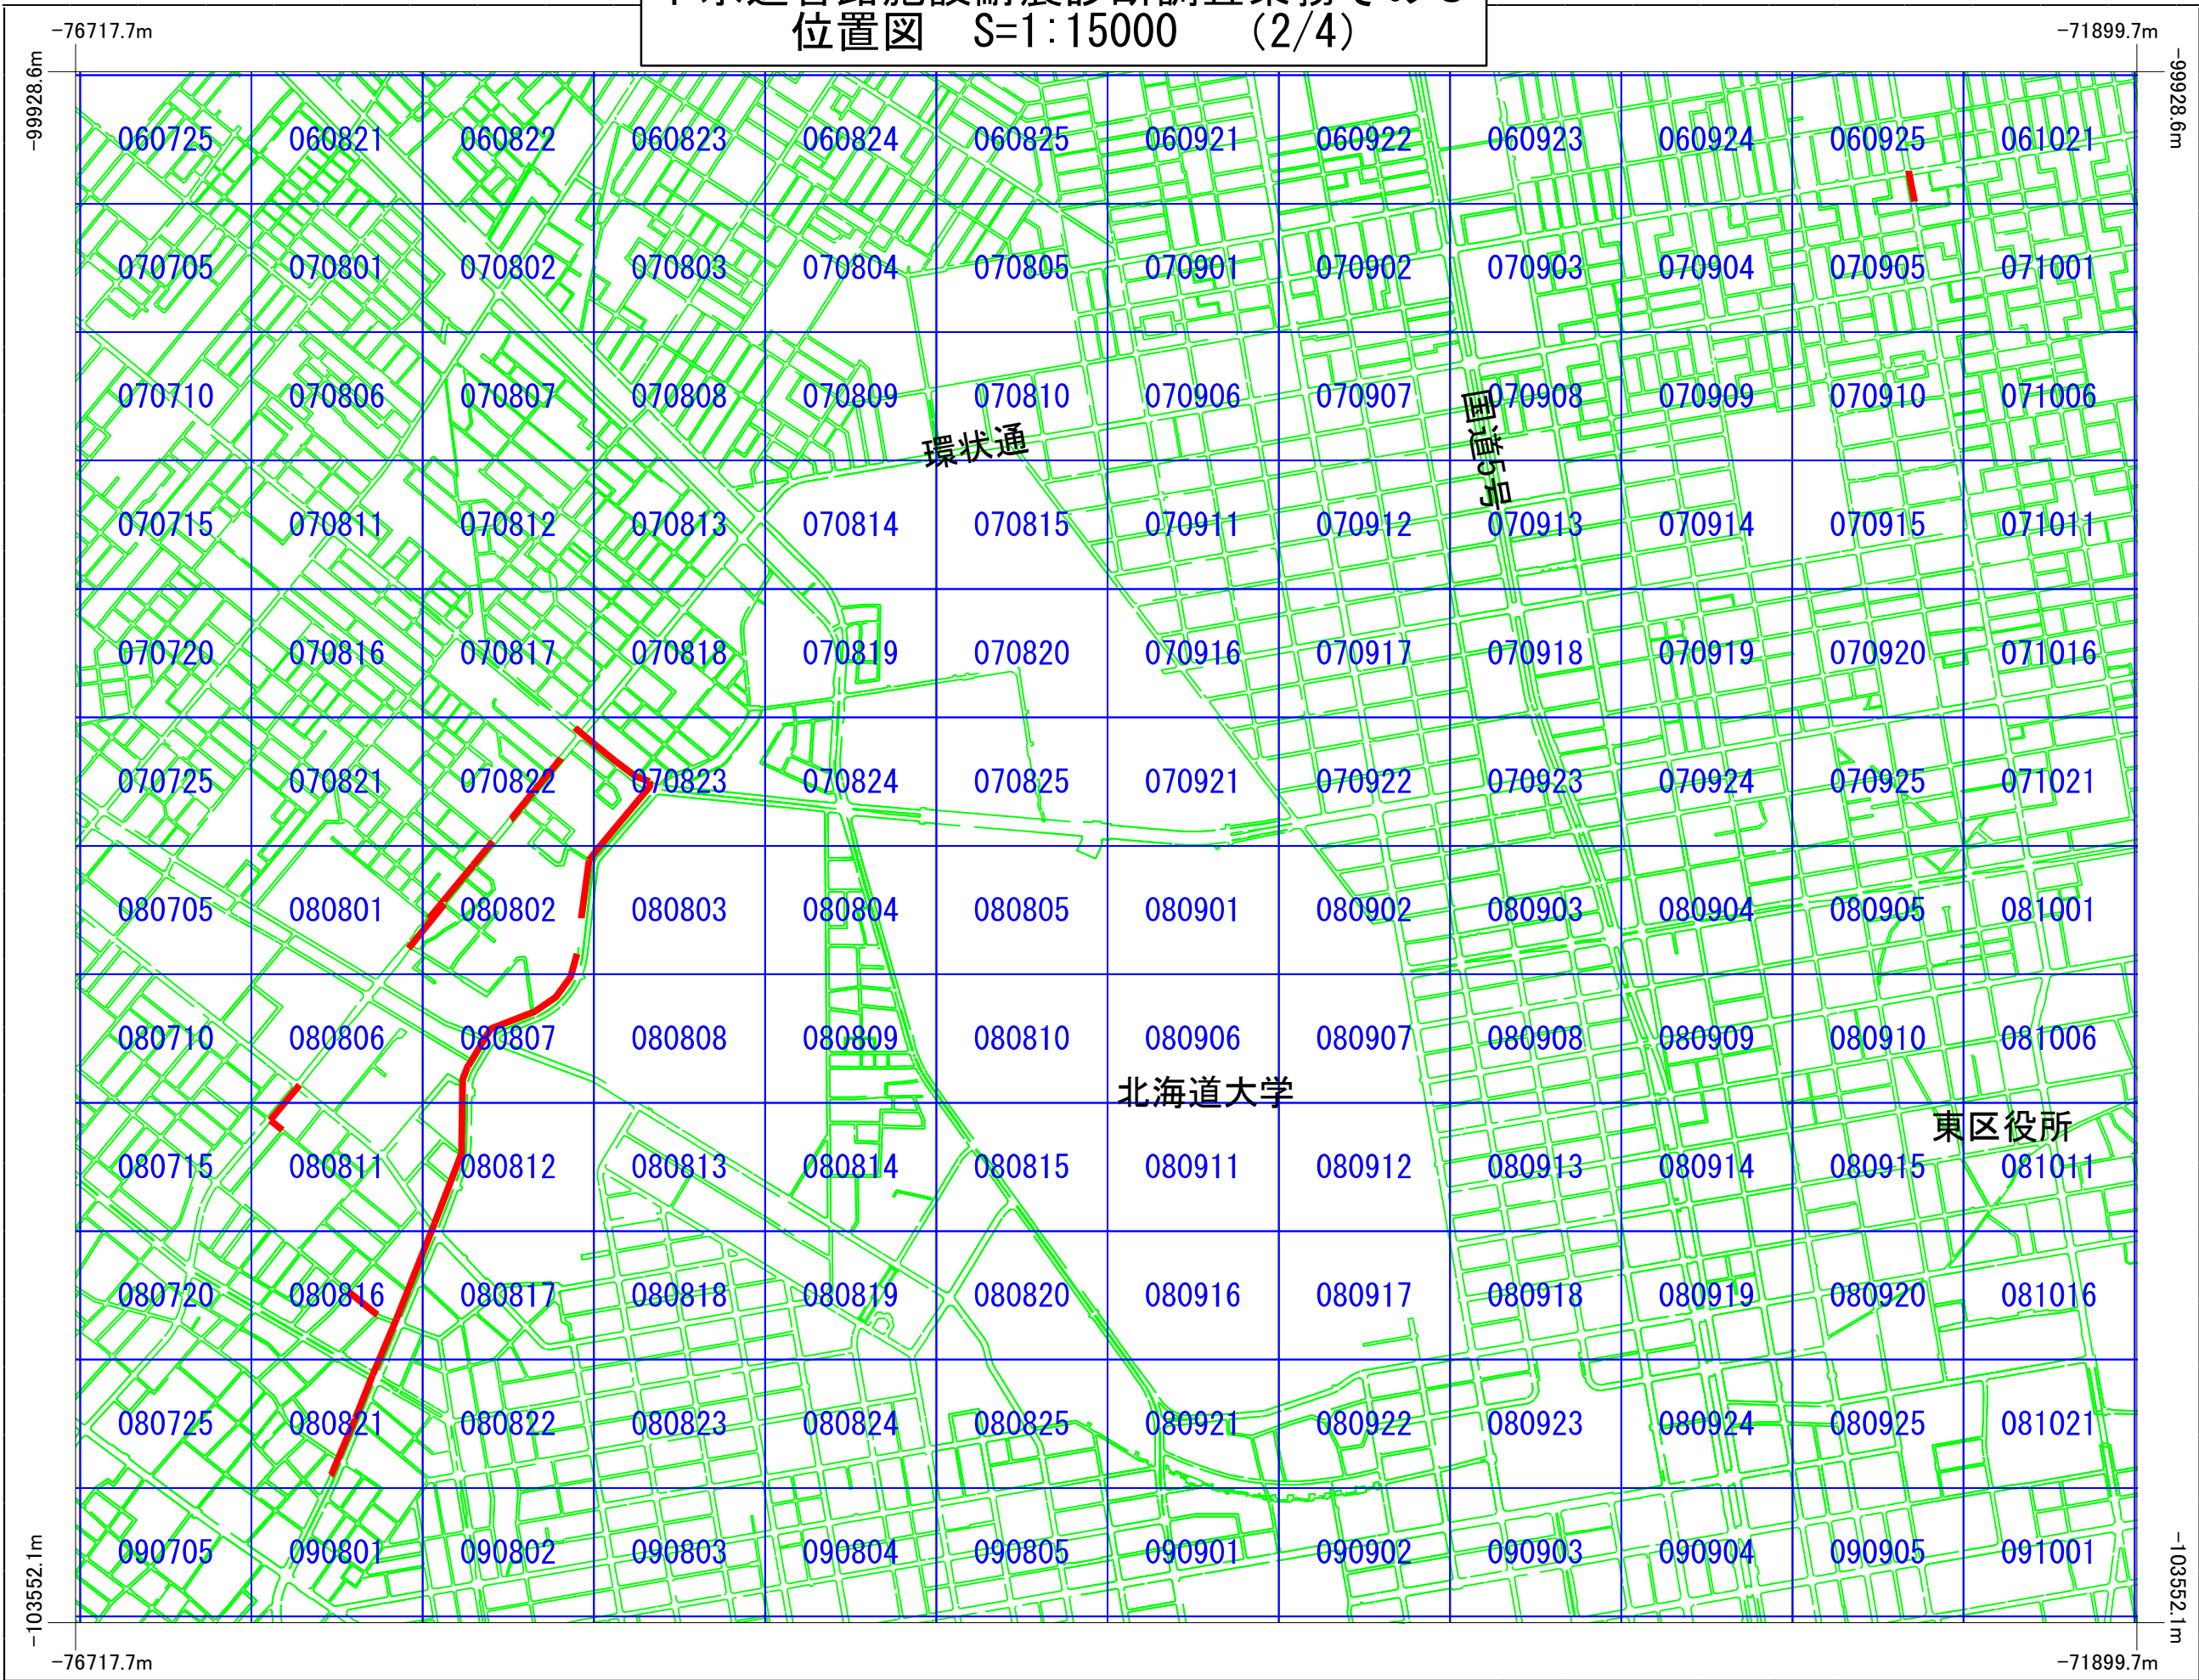 位置図　S=1:15000　（2/4）
-76717.7m
-71899.7m
-99928.6m
-99928.6m
060725 060821 060822 060823 060824 060825 060921 060922 060923 060924 060925 061021
070705 070801 070802 070803 070804 070805 070901 070902 070903 070904 070905 071001
070710 070806 070807 070808 070809 070810 070906 070907 070908 070909 070910 071006
環状通
国道5号
070715 070811 070812 070813 070814 070815 070911 070912 070913 070914 070915 071011
070720 070816 070817 070818 070819 070820 070916 070917 070918 070919 070920 071016
070725 070821 070822 070823 070824 070825 070921 070922 070923 070924 070925 071021
080705 080801 080802 080803 080804 080805 080901 080902 080903 080904 080905 081001
080710 080806 080807 080808 080809 080810 080906 080907 080908 080909 080910 081006
北海道大学
東区役所
080715 080811 080812 080813 080814 080815 080911 080912 080913 080914 080915 081011
080720 080816 080817 080818 080819 080820 080916 080917 080918 080919 080920 081016
080725 080821 080822 080823 080824 080825 080921 080922 080923 080924 080925 081021
090705 090801 090802 090803 090804 090805 090901 090902 090903 090904 090905 091001
-103552.1m
-103552.1m
-76717.7m
-71899.7m